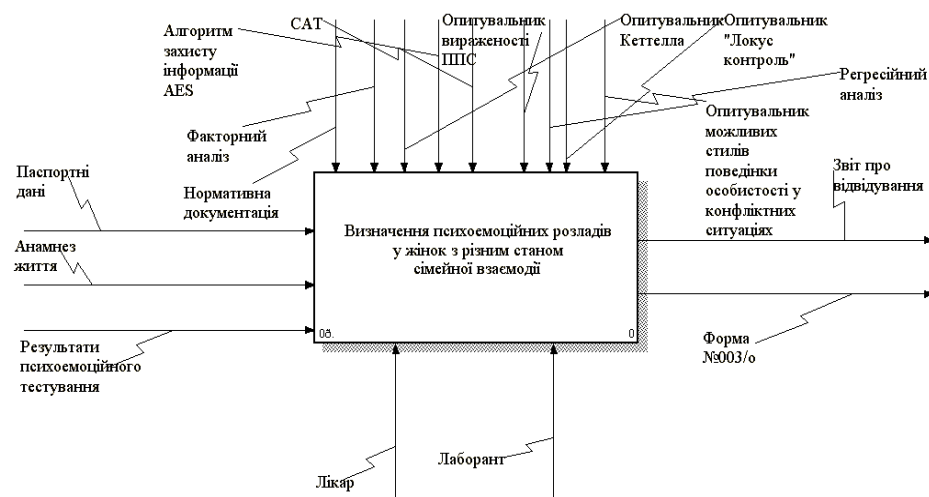 Алгоритм
захисту
інформації
AES
САТ
Опитувальник
вираженості
ППС
Опитувальник
Кеттелла
Опитувальник
"Локус
контроль"
Регресійний
аналіз
Факторний
аналіз
Нормативна
документація
Опитувальник
можливих
стилів
поведінки
особистості у
конфліктних
ситуаціях
Звіт про
відвідування
Паспортні
дані
Анамнез
життя
Результати
психоемоційного
тестування
Визначення психоемоційних розладів
у жінок з різним станом
сімейної взаємодії
0ð.
0
Форма
№003/о
Лікар
Лаборант